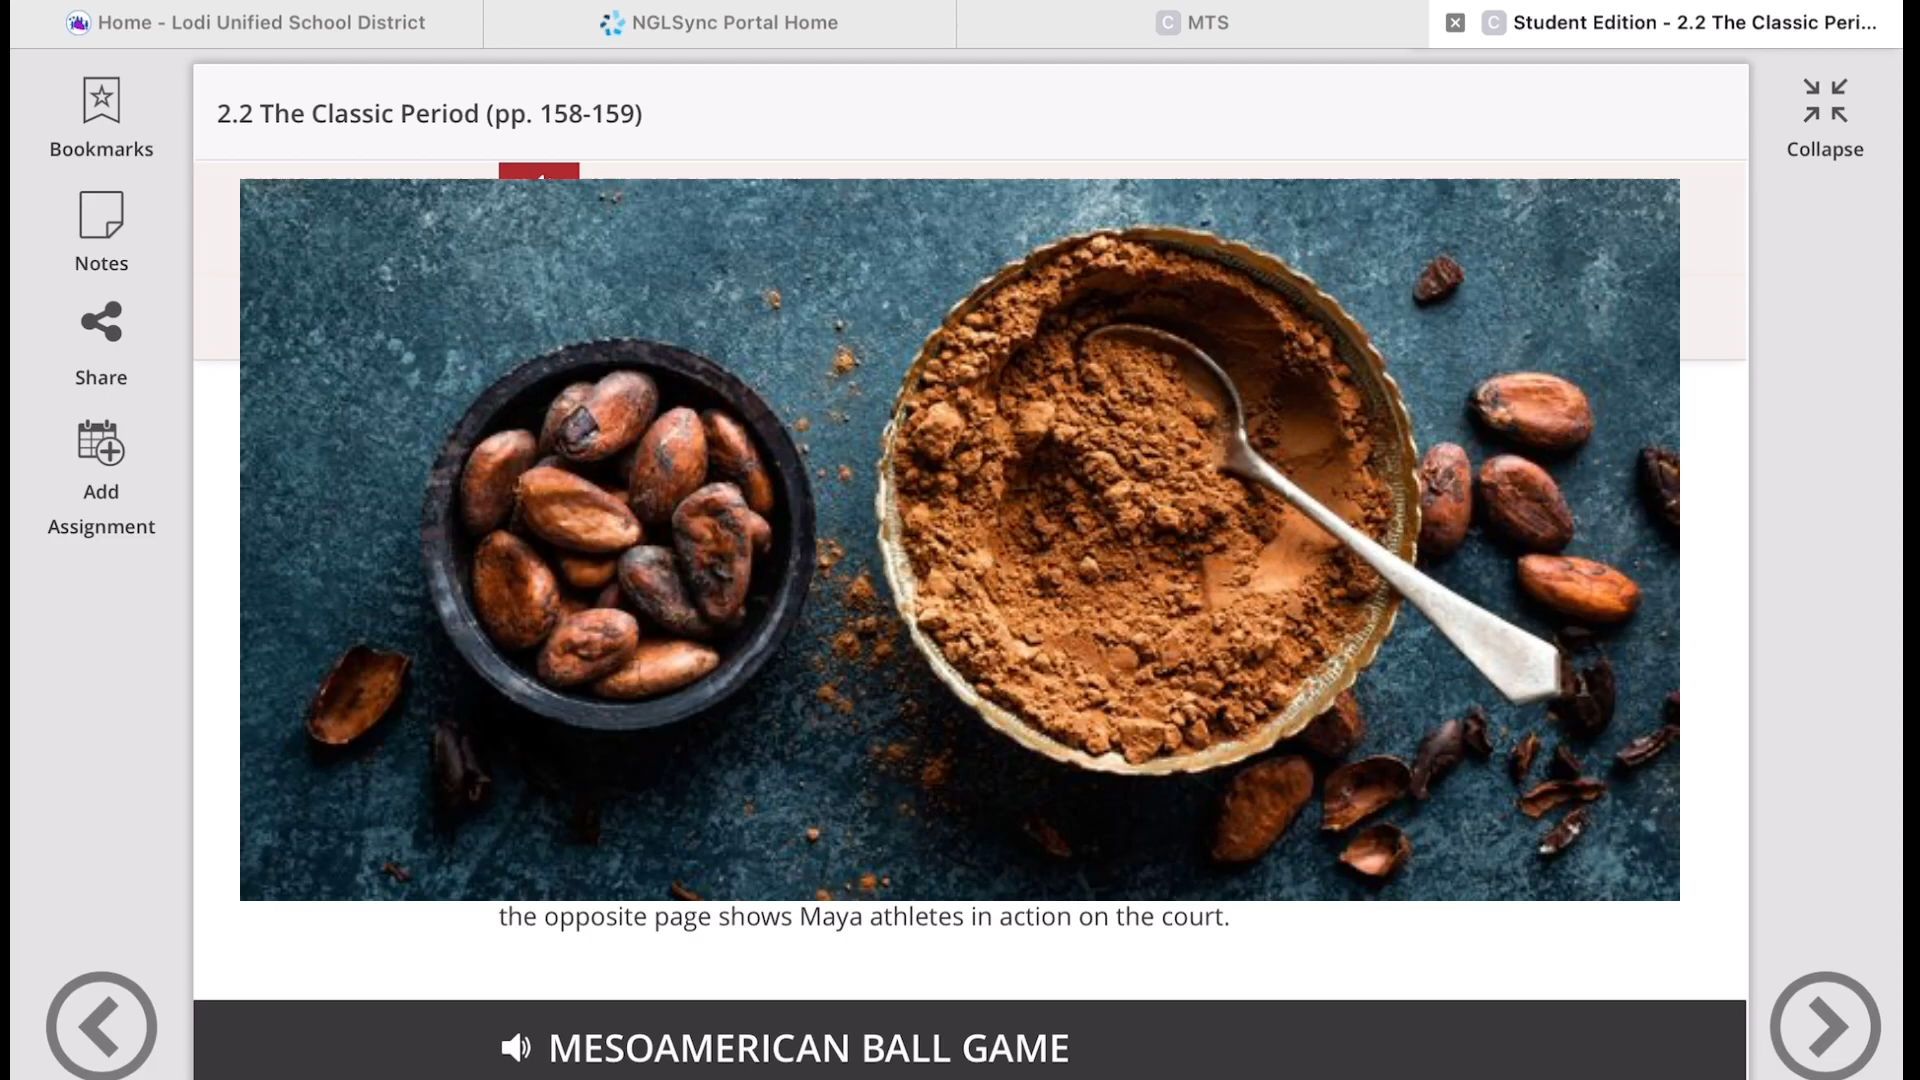 Home - Lodi Unified School District
NGLSync Portal Home
C MTS
C Student Edition - 2.2 The Classic Peri...
Bookmarks
Notes
Share
Add
Assignment
2.2 The Classic Period (pp. 158-159)
Collapse
the opposite page shows Maya athletes in action on the court.
MESOAMERICAN BALL GAME